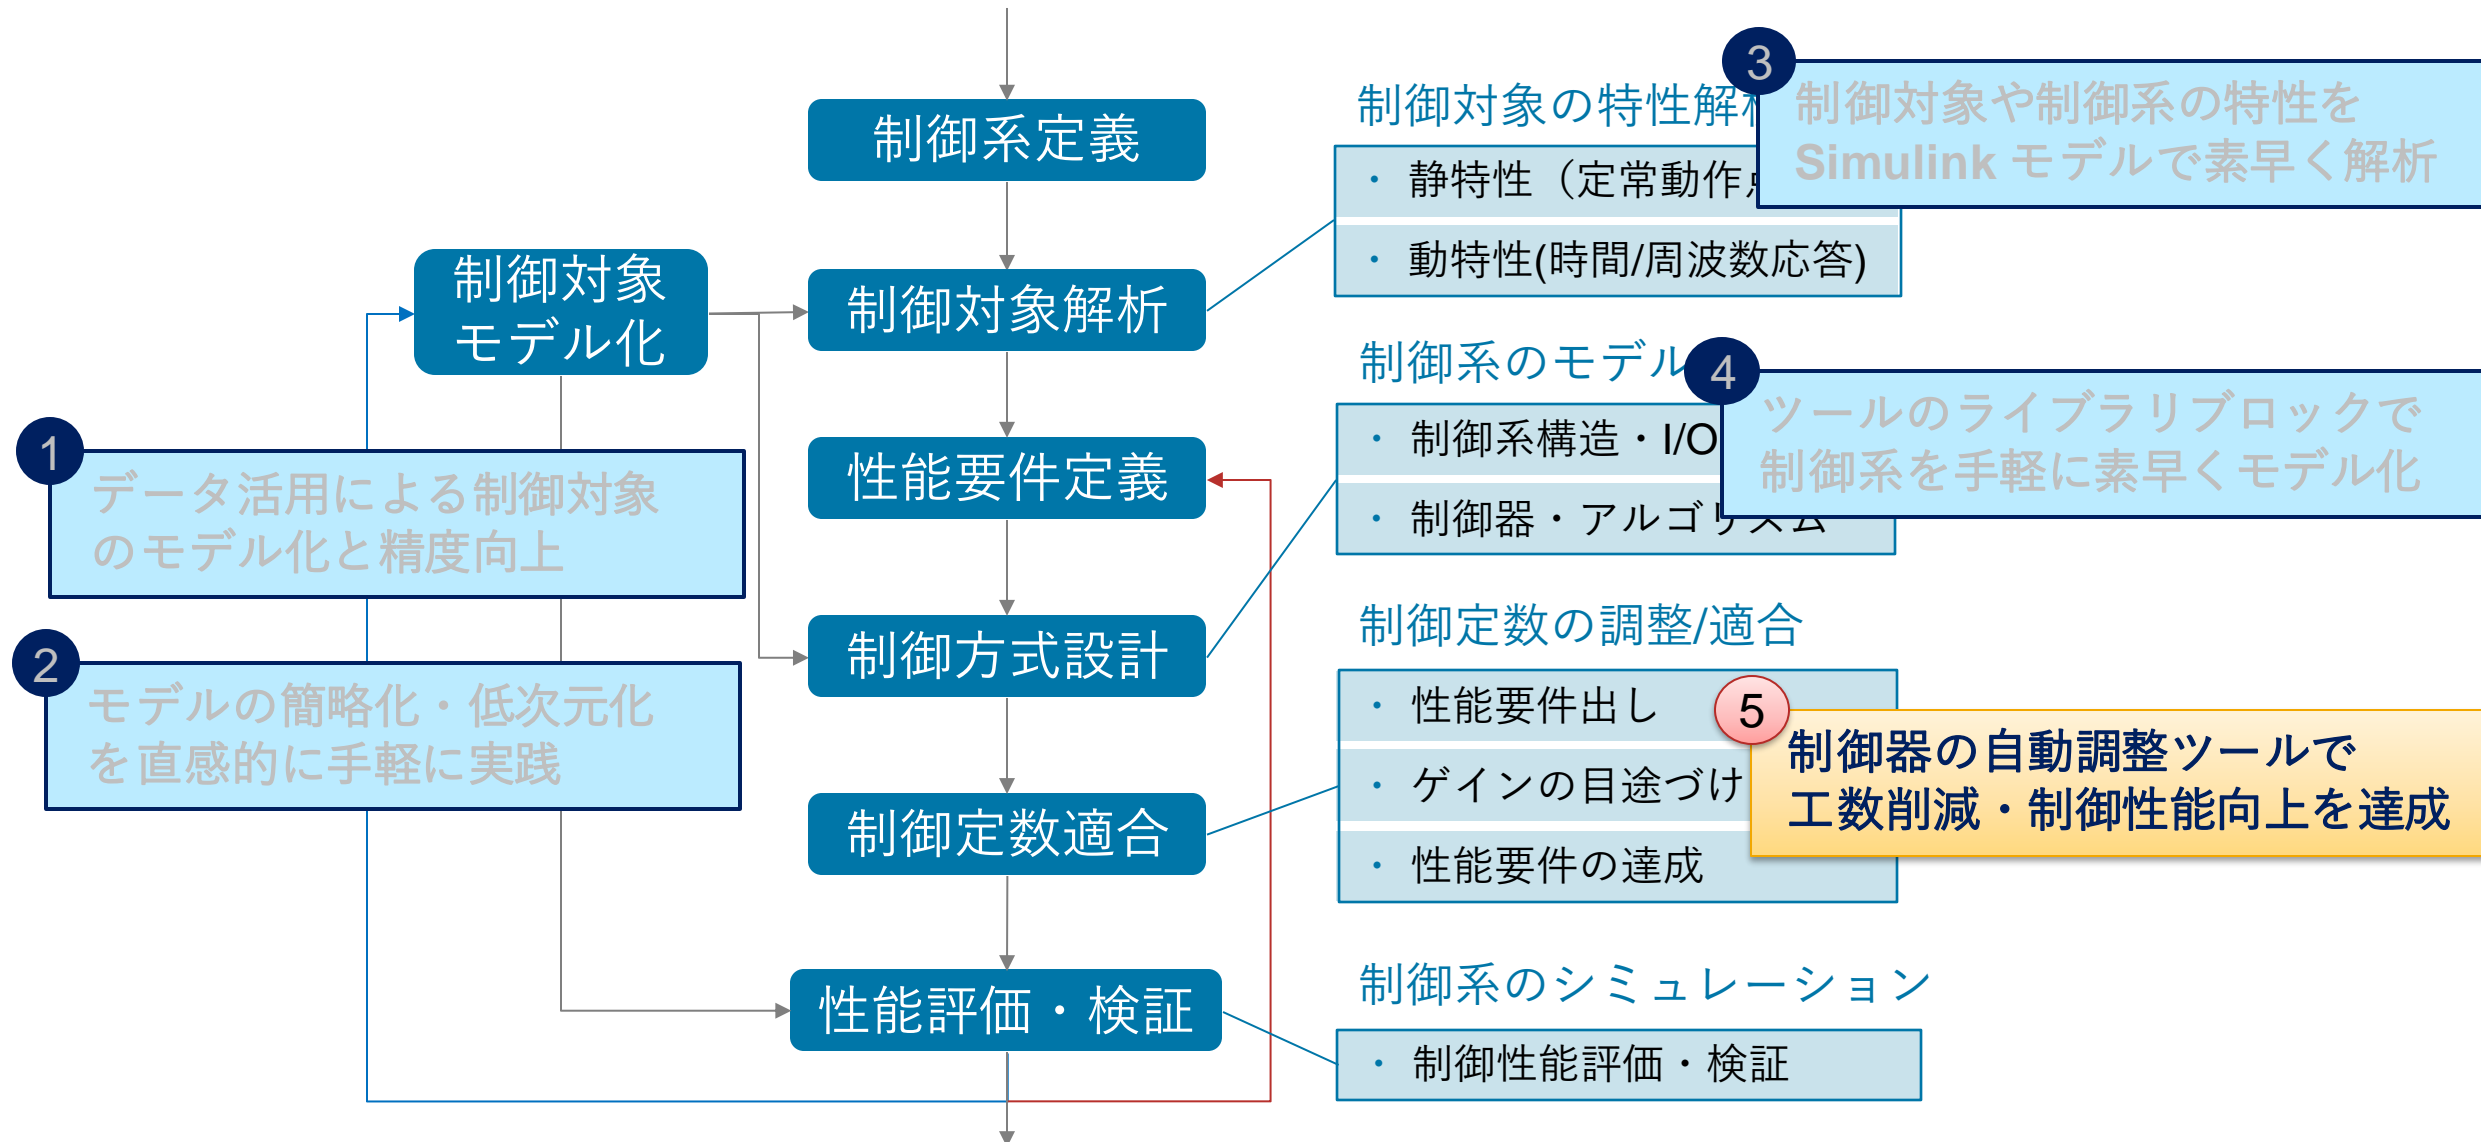 制御系定義
制御対象
モデル化
制御対象解析
性能要件定義
制御方式設計
制御定数適合
性能評価・検証
1
データ活用による制御対象
のモデル化と精度向上
2
モデルの簡略化・低次元化
を直感的に手軽に実践
制御対象の特性解
・ 静特性（定常動作
・ 動特性(時間/周波数応答)
3
制御対象や制御系の特性を
Simulink モデルで素早く解析
制御系のモデル
・ 制御系構造・I/O
・ 制御器・アルゴリズム
4
ツールのライブラリブロックで
制御系を手軽に素早くモデル化
制御定数の調整/適合
・ 性能要件出し
・ ゲインの目途づけ
・ 性能要件の達成
5
制御器の自動調整ツールで
工数削減・制御性能向上を達成
制御系のシミュレーション
・ 制御性能評価・検証